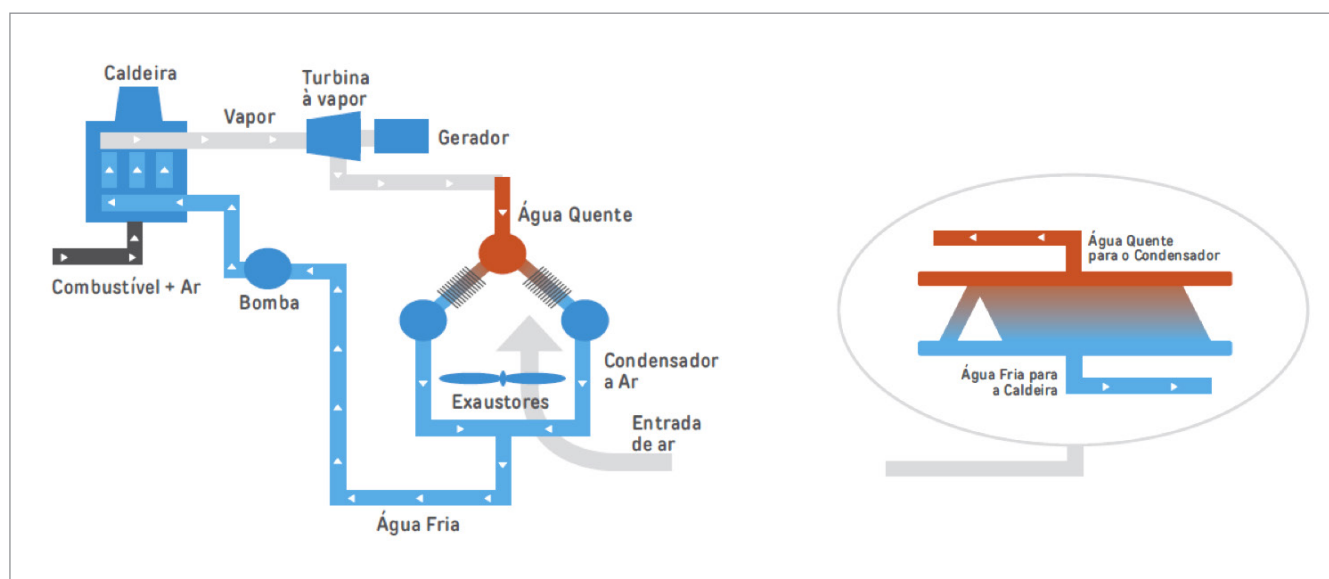 Caldeira
Turbina
à vapor
Vapor
Gerador
Água Quente
Combustível + Ar
Bomba
Condensador
a Ar
Exaustores
Entrada
de ar
Água Fria
Água Quente
para o Condensador
Água Fria para
a Caldeira